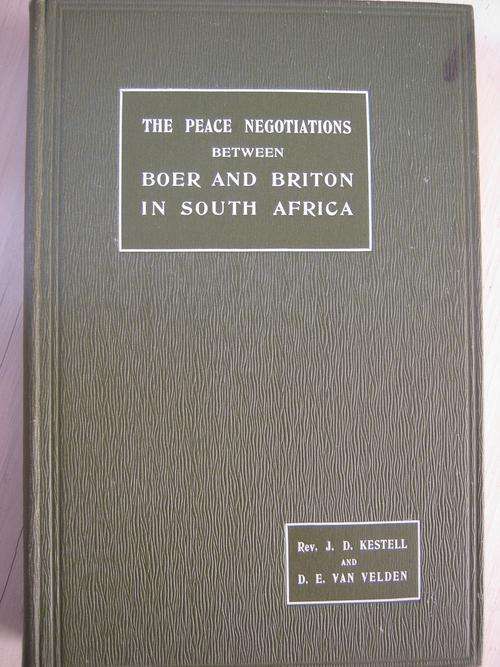 THE PEACE NEGOTIATIONS
BETWEEN
BOER AND BRITON
IN SOUTH AFRICA
Rev. J. D. KESTELL
AND
D. E. VAN VELDEN